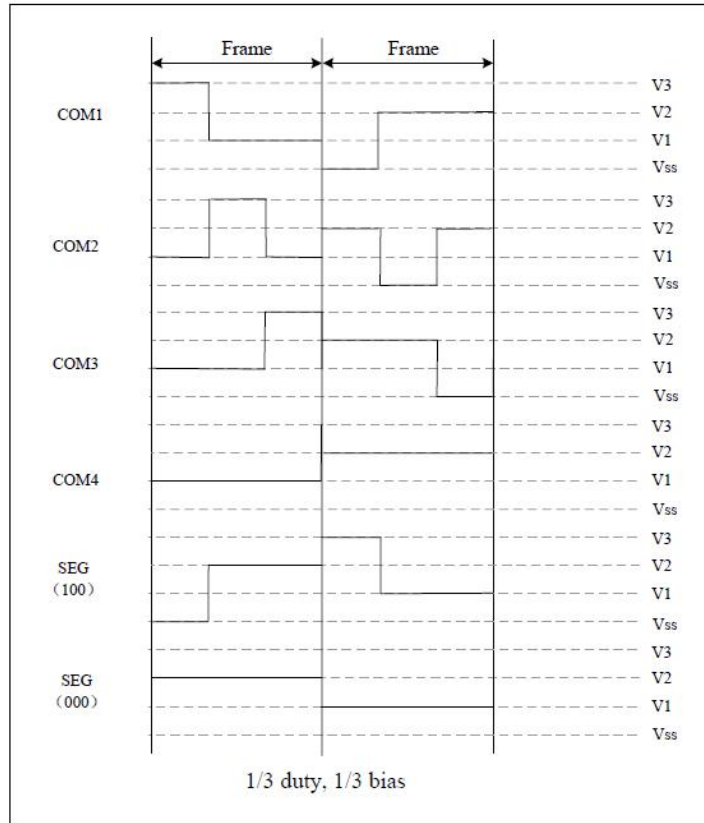 Frame Frame
V3
COM1 V2
V1
Vss
V3
COM2 V2
V1
Vss
V3
COM3 V2
V1
Vss
V3
V2
COM4 V1
Vss
V3
SEG V2
（100） V1
Vss
V3
SEG V2
（000） V1
Vss
1/3 duty, 1/3 bias